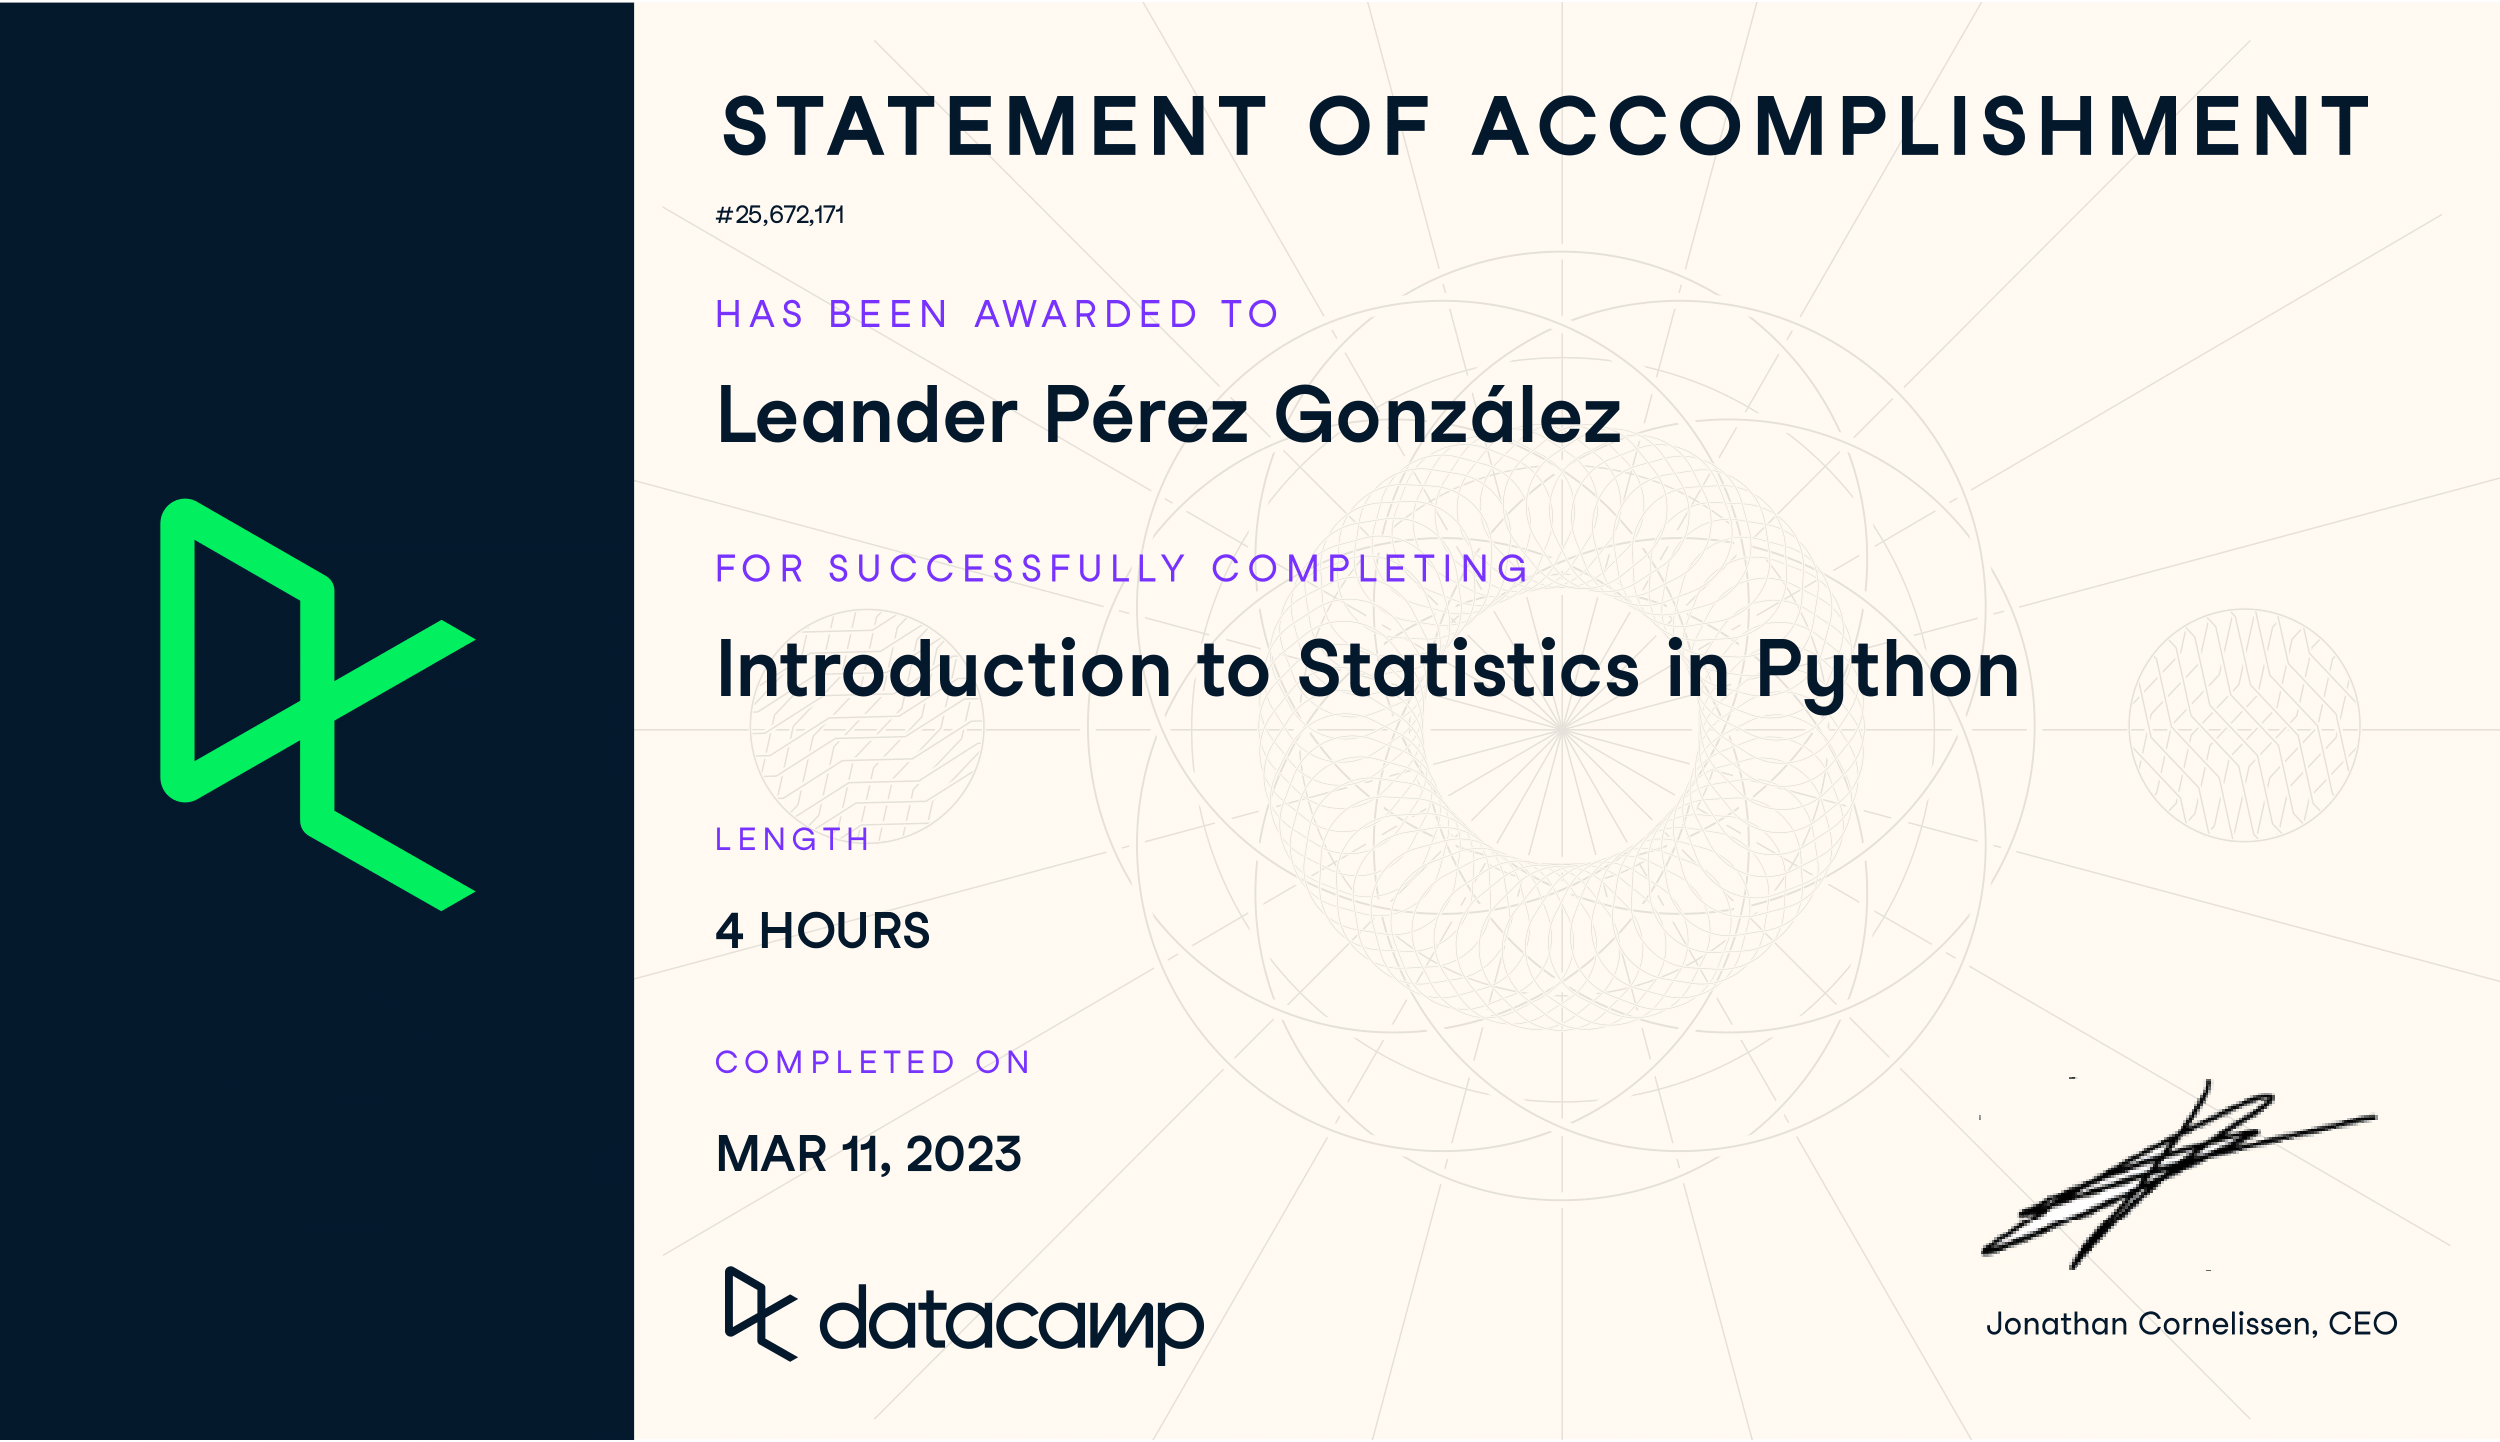 STATEMENT OF ACCOMPLISHMENT
#25,672,171
HAS BEEN AWARDED TO
Leander Pérez González
FOR SUCCESSFULLY COMPLETING
Introduction to Statistics in Python
LENGTH
4 HOURS
COMPLETED ON
MAR 11, 2023
datacamp
Jonathan Cornelissen, CEO